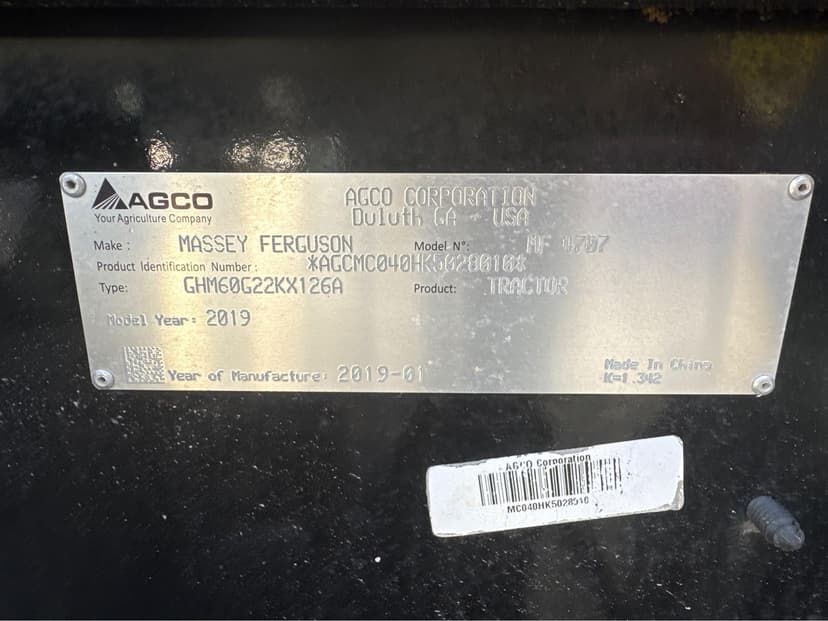 AGCO
Your Agriculture Company
AGCO CORPORATION
Duluth GA - USA
Make : MASSEY FERGUSON Model N°: MF 4707
Product Identification Number : *AGCMC040HK5028010*
Type: GHM60G22KX126A Product: TRACTOR
Model Year: 2019
Year of Manufacture: 2019-01
Made In China
K=1.342
AGCO Corporation